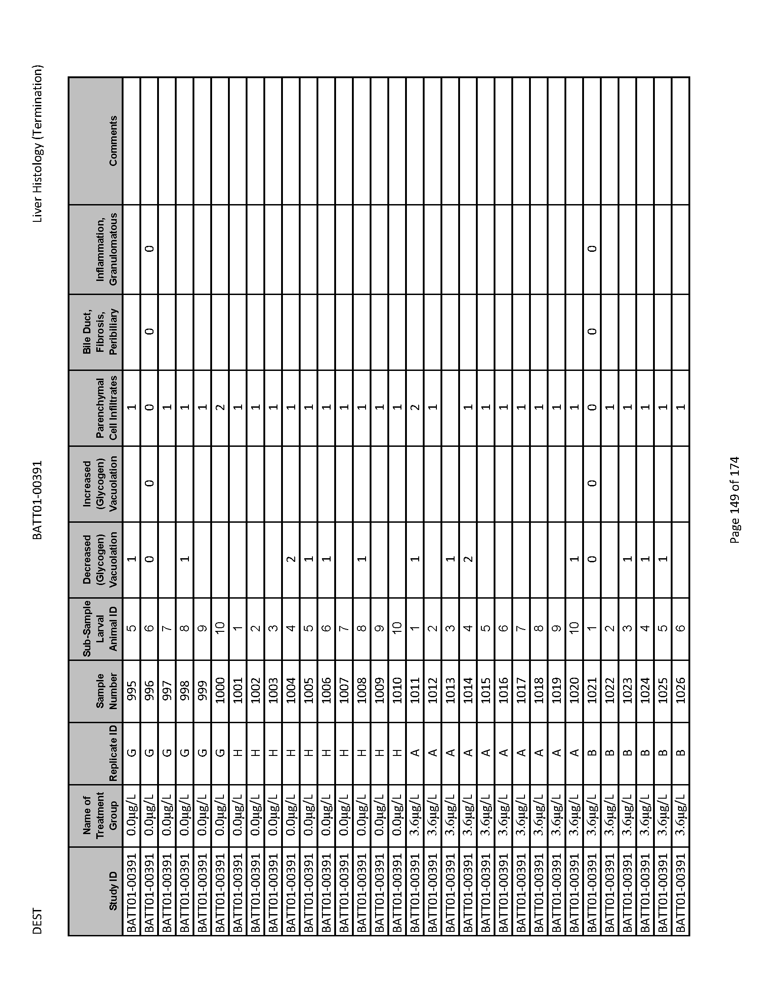 DEST BATT01-00391 Liver Histology (Termination)
Study ID Name of Treatment Group Replicate ID Sample Number Sub-Sample Larval Animal ID Decreased (Glycogen) Vacuolation Increased (Glycogen) Vacuolation Parenchymal Cell Infiltrates Bile Duct, Fibrosis, Peribiliary Inflammation, Granulomatous Comments
BATT01-00391 0.0µg/L G 995 5 1 1
BATT01-00391 0.0µg/L G 996 6 0 0 0 0 0
BATT01-00391 0.0µg/L G 997 7 1
BATT01-00391 0.0µg/L G 998 8 1 1
BATT01-00391 0.0µg/L G 999 9 1
BATT01-00391 0.0µg/L G 1000 10 2
BATT01-00391 0.0µg/L H 1001 1 1
BATT01-00391 0.0µg/L H 1002 2 1
BATT01-00391 0.0µg/L H 1003 3 1
BATT01-00391 0.0µg/L H 1004 4 2 1
BATT01-00391 0.0µg/L H 1005 5 1 1
BATT01-00391 0.0µg/L H 1006 6 1 1
BATT01-00391 0.0µg/L H 1007 7 1
BATT01-00391 0.0µg/L H 1008 8 1 1
BATT01-00391 0.0µg/L H 1009 9 1
BATT01-00391 0.0µg/L H 1010 10 1
BATT01-00391 3.6µg/L A 1011 1 1 2
BATT01-00391 3.6µg/L A 1012 2 1
BATT01-00391 3.6µg/L A 1013 3 1
BATT01-00391 3.6µg/L A 1014 4 2 1
BATT01-00391 3.6µg/L A 1015 5 1
BATT01-00391 3.6µg/L A 1016 6 1
BATT01-00391 3.6µg/L A 1017 7 1
BATT01-00391 3.6µg/L A 1018 8 1
BATT01-00391 3.6µg/L A 1019 9 1
BATT01-00391 3.6µg/L A 1020 10 1 1
BATT01-00391 3.6µg/L B 1021 1 0 0 0 0 0
BATT01-00391 3.6µg/L B 1022 2 1
BATT01-00391 3.6µg/L B 1023 3 1 1
BATT01-00391 3.6µg/L B 1024 4 1 1
BATT01-00391 3.6µg/L B 1025 5 1 1
BATT01-00391 3.6µg/L B 1026 6 1
Page 149 of 174